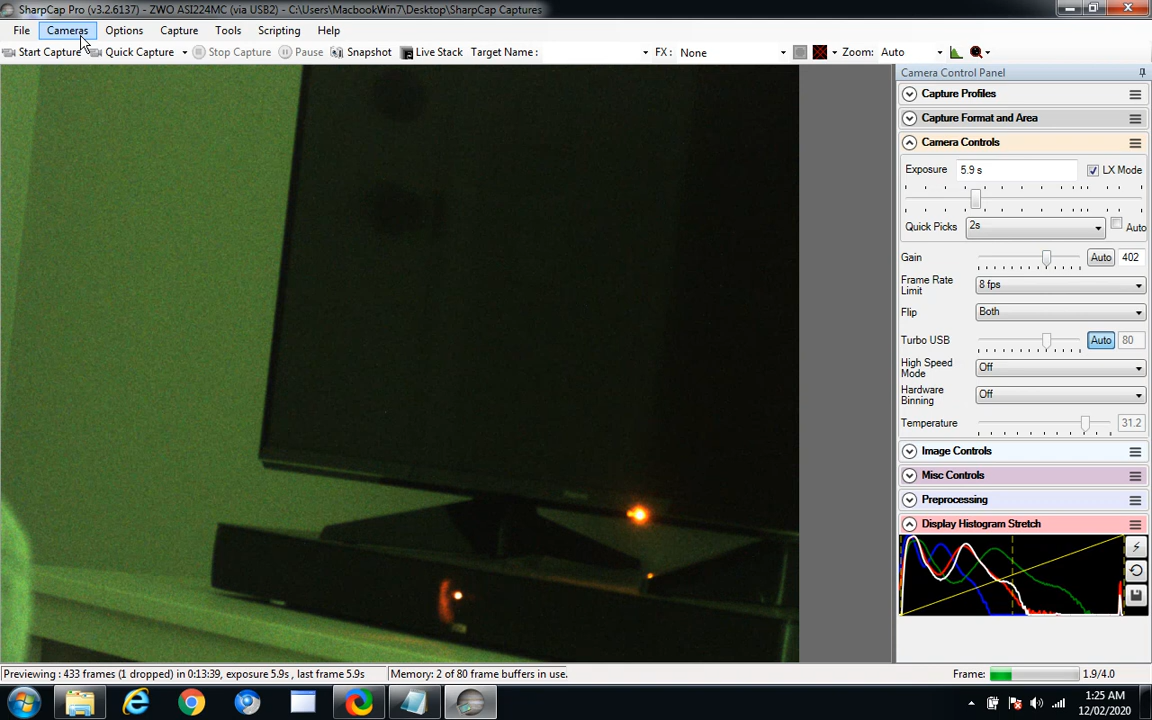 SharpCap Pro (v3.2.6137) - ZWO ASI224MC (via USB2) - C:\Users\MacbookWin7\Desktop\SharpCap Captures
File Cameras Options Capture Tools Scripting Help
Start Capture Quick Capture Stop Capture Pause Snapshot Live Stack Target Name : FX : None Zoom: Auto
Camera Control Panel
Capture Profiles
Capture Format and Area
Camera Controls
Exposure 5.9 s LX Mode
Quick Picks 2s Auto
Gain Auto 402
Frame Rate Limit 8 fps
Flip Both
Turbo USB Auto 80
High Speed Mode Off
Hardware Binning Off
Temperature 31.2
Image Controls
Misc Controls
Preprocessing
Display Histogram Stretch
Previewing : 433 frames (1 dropped) in 0:13:39, exposure 5.9s , last frame 5.9s Memory: 2 of 80 frame buffers in use. Frame: 1.9/4.0
1:25 AM
12/02/2020